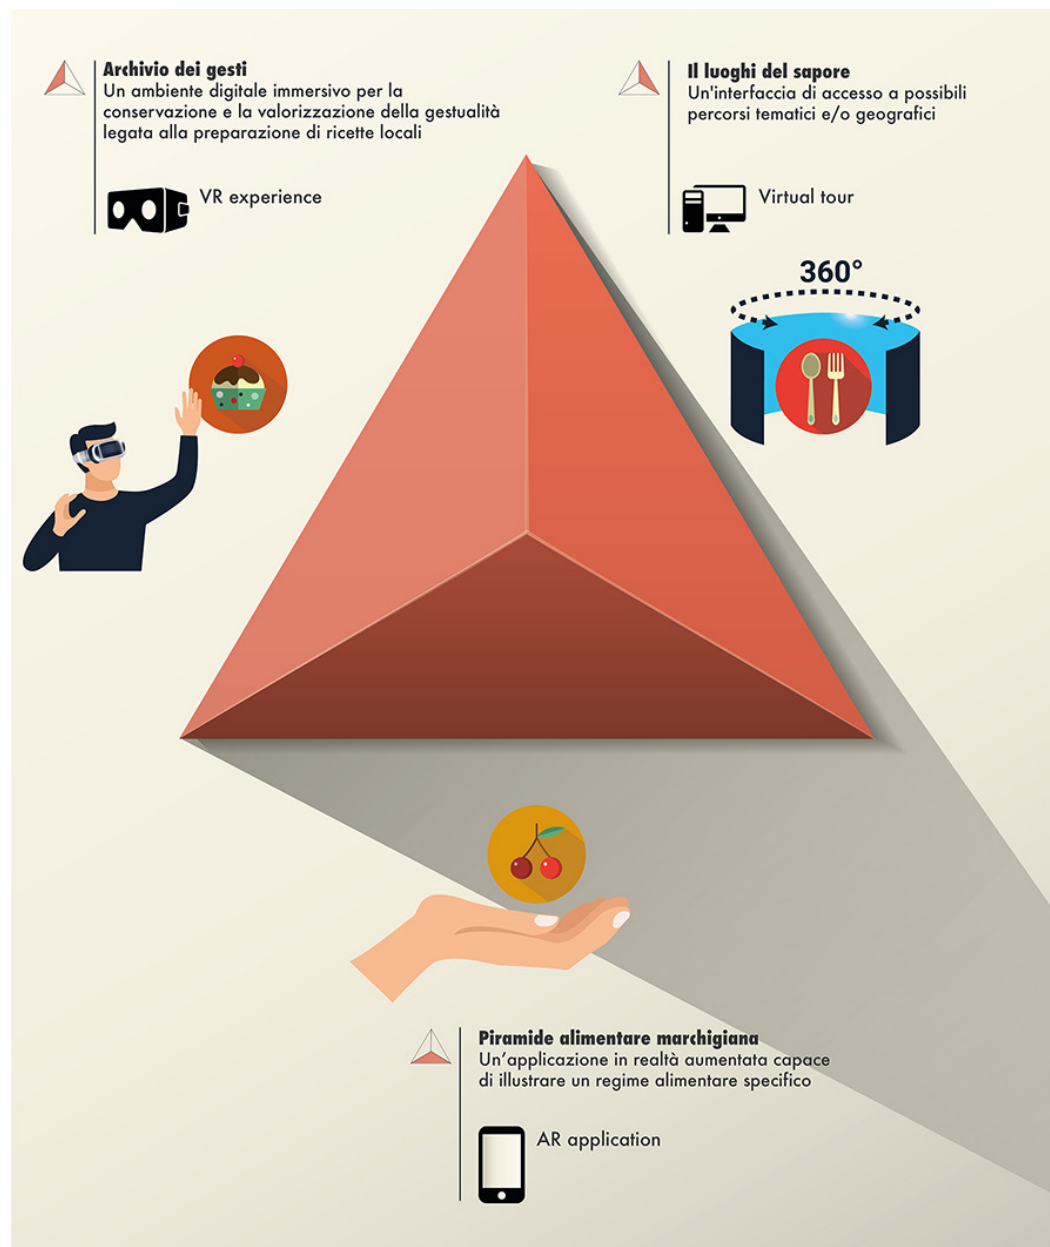 Archivio dei gesti
Un ambiente digitale immersivo per la
conservazione e la valorizzazione della gestualità
legata alla preparazione di ricette locali
VR experience
Il luoghi del sapore
Un'interfaccia di accesso a possibili
percorsi tematici e/o geografici
Virtual tour
360°
Piramide alimentare marchigiana
Un’applicazione in realtà aumentata capace
di illustrare un regime alimentare specifico
AR application